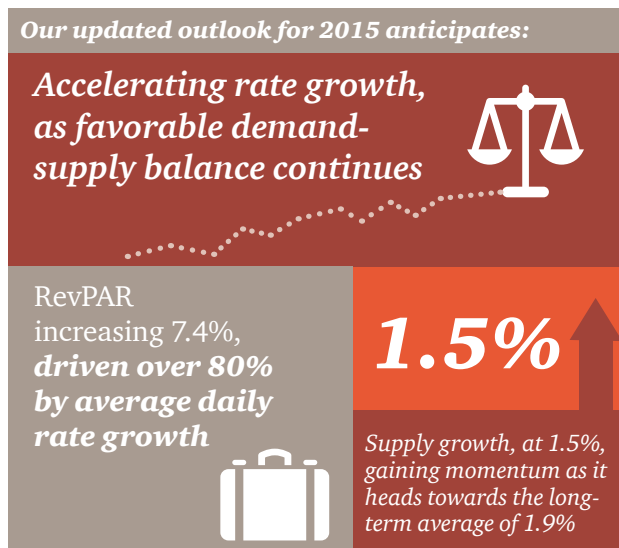 Our updated outlook for 2015 anticipates:
Accelerating rate growth,
as favorable demand-
supply balance continues
RevPAR
increasing 7.4%,
driven over 80%
by average daily
rate growth
1.5%
Supply growth, at 1.5%,
gaining momentum as it
heads towards the long-
term average of 1.9%